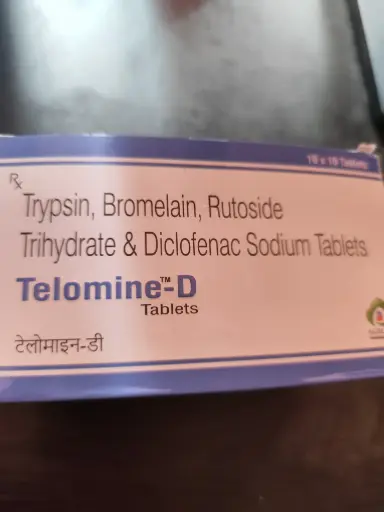 10 x 10 Tablets
Rx
Trypsin, Bromelain, Rutoside
Trihydrate & Diclofenac Sodium Tablets
Telomine™-D
Tablets
टेलोमाइन-डी